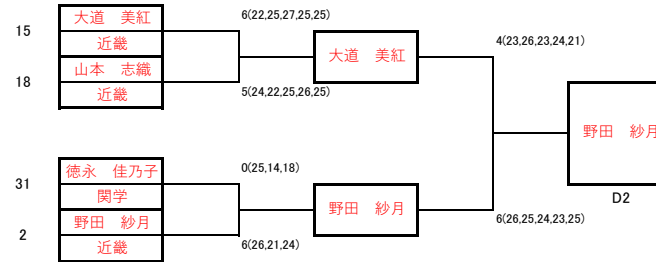 15
大道　美紅
近畿
18
山本　志織
近畿
6(22,25,27,25,25)
大道　美紅
5(24,22,25,26,25)
4(23,26,23,24,21)
野田　紗月
D2
31
徳永　佳乃子
関学
2
野田　紗月
近畿
0(25,14,18)
野田　紗月
6(26,21,24)
6(26,25,24,23,25)